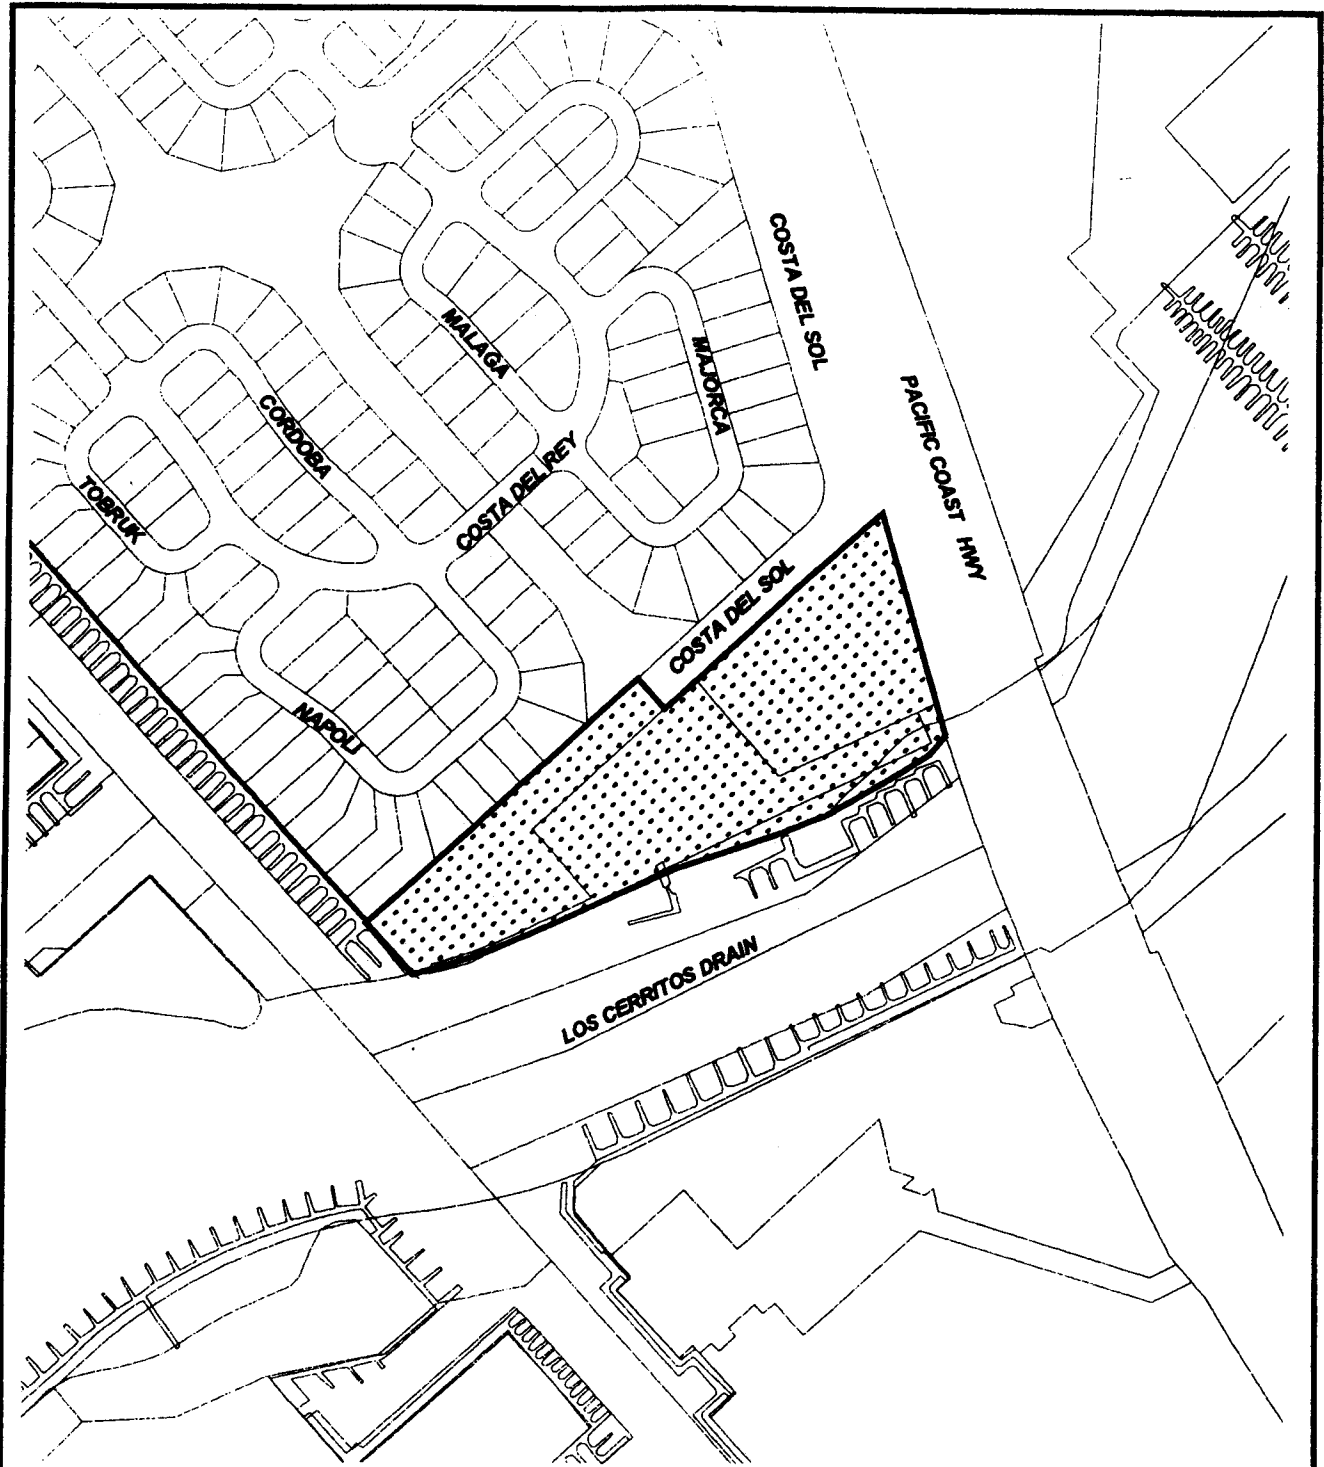 COSTA DEL SOL
MALAGA
MAJORCA
PACIFIC COAST HWY
CORDOBA
COSTA DEL REY
TOBRUK
COSTA DEL SOL
NAPOLI
LOS CERRITOS DRAIN